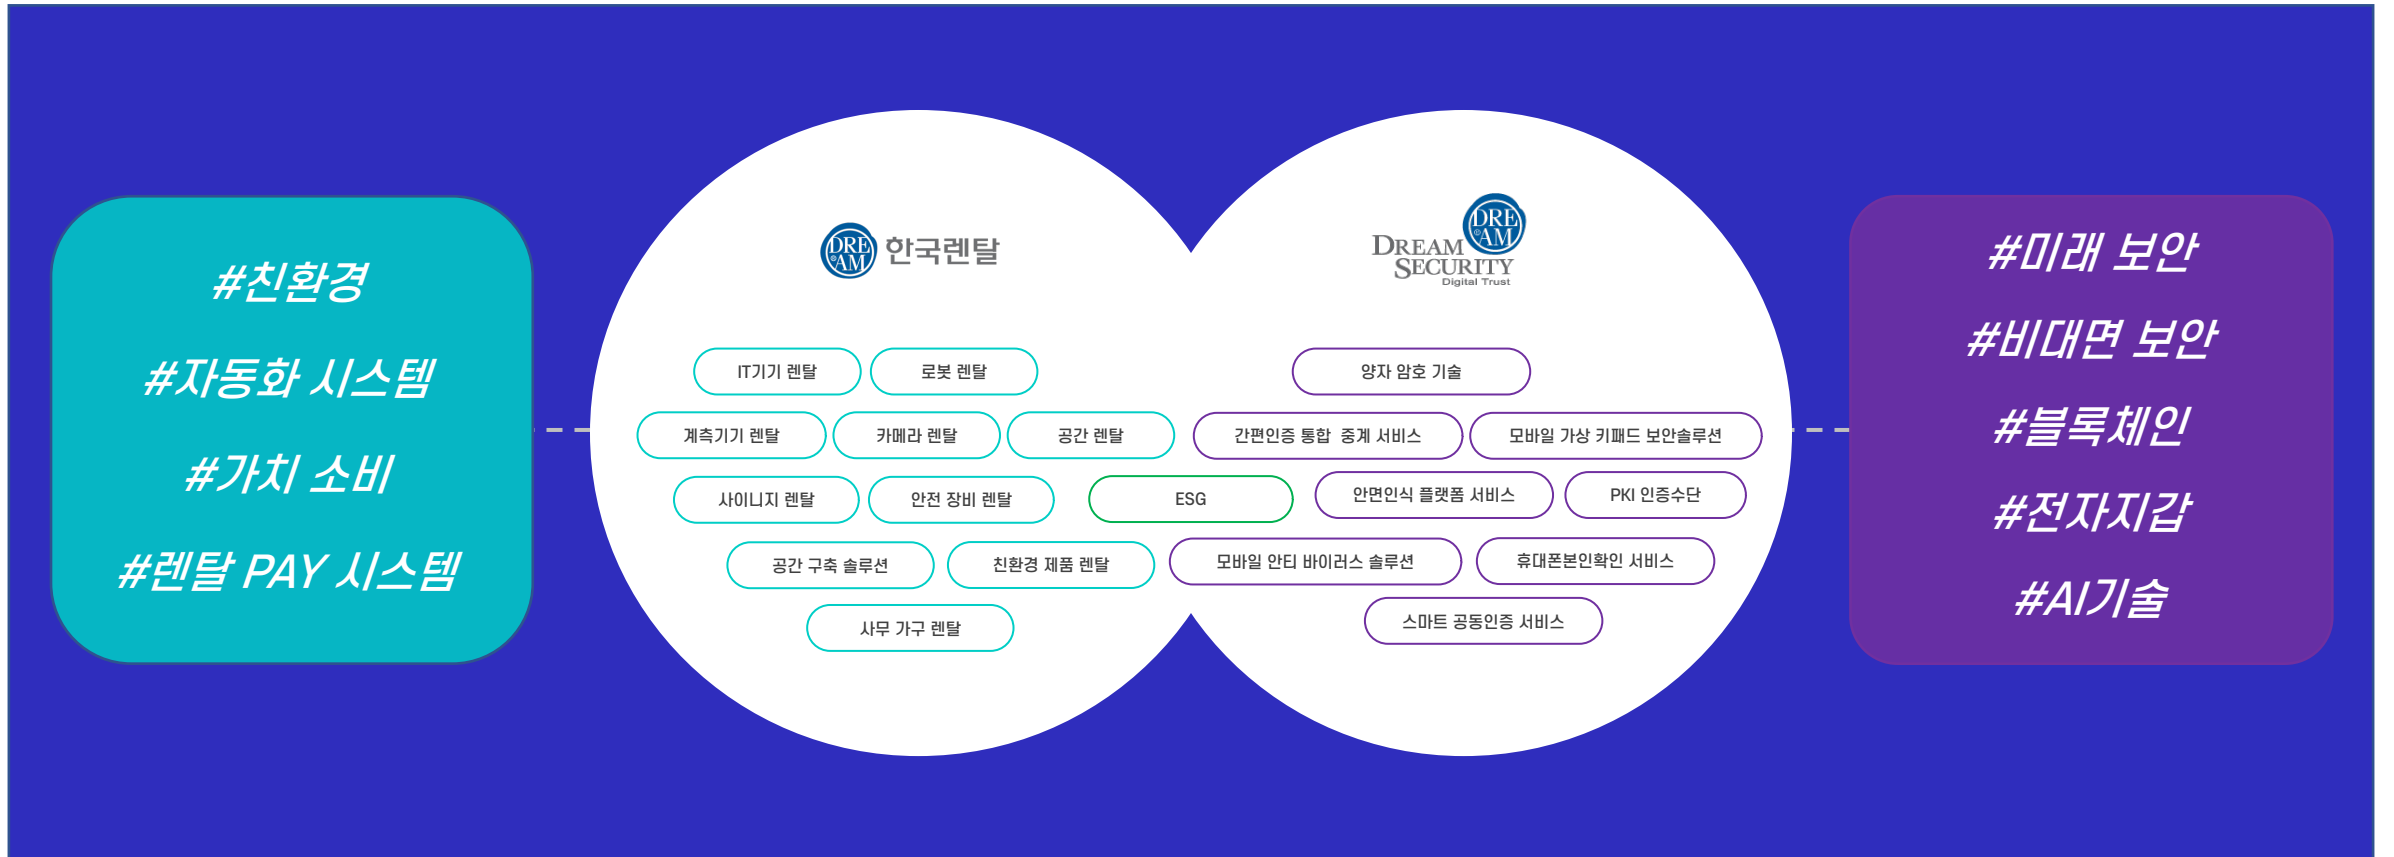 #친환경
#자동화 시스템
#가치 소비
#렌탈 PAY 시스템
DRE
AM
한국렌탈
IT기기 렌탈
로봇 렌탈
계측기기 렌탈
카메라 렌탈
공간 렌탈
사이니지 렌탈
안전 장비 렌탈
ESG
공간 구축 솔루션
친환경 제품 렌탈
사무 가구 렌탈
DRE
AM
DREAM
SECURITY
Digital Trust
양자 암호 기술
간편인증 통합 중계 서비스
모바일 가상 키패드 보안솔루션
안면인식 플랫폼 서비스
PKI 인증수단
모바일 안티 바이러스 솔루션
휴대폰본인확인 서비스
스마트 공동인증 서비스
#미래 보안
#비대면 보안
#블록체인
#전자지갑
#AI기술